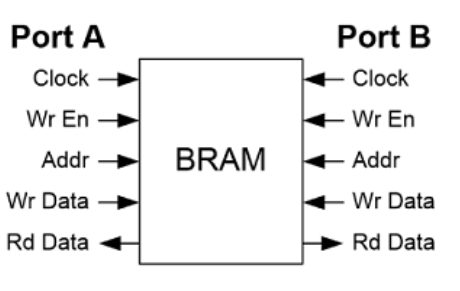 Port A
Port B
Clock
Wr En
Addr
Wr Data
Rd Data
BRAM
Clock
Wr En
Addr
Wr Data
Rd Data